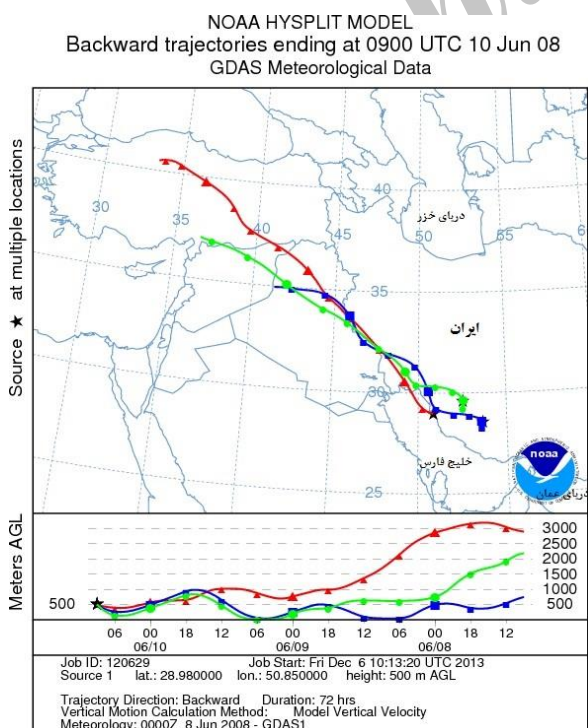 NOAA HYSPLIT MODEL
Backward trajectories ending at 0900 UTC 10 Jun 08
GDAS Meteorological Data
Source ★ at multiple locations
30
35
40
45
40
دریای خزر
50
55
35
ایران
30
خلیج فارس
25
noaa
دریای عمان
Meters AGL
500
3000
2500
2000
1500
1000
500
06 00 18 12 06 00 18 12 06 00 18 12
06/10 06/09 06/08
Job ID: 120629 Job Start: Fri Dec 6 10:13:20 UTC 2013
Source 1 lat.: 28.980000 lon.: 50.850000 height: 500 m AGL
Trajectory Direction: Backward Duration: 72 hrs
Vertical Motion Calculation Method: Model Vertical Velocity
Meteorology: 0000Z 8 Jun 2008 - GDAS1